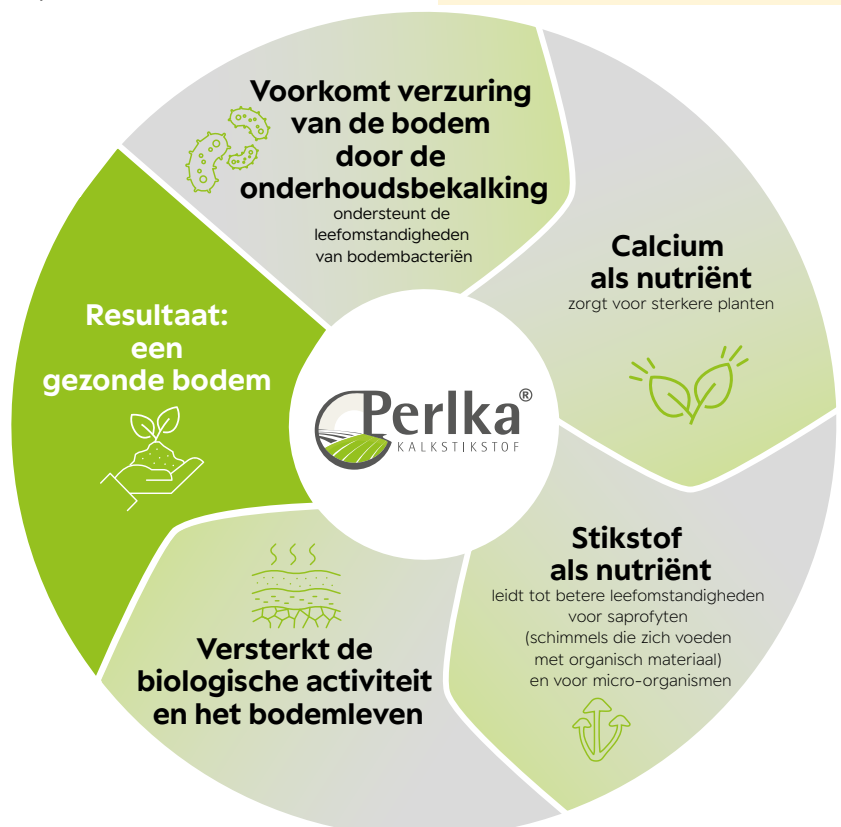 Voorkomt verzuring
van de bodem
door de
onderhoudsbekalking
ondersteunt de
leefomstandigheden
van bodembacteriën
Calcium
als nutriënt
zorgt voor sterkere planten
Stikstof
als nutriënt
leidt tot betere leefomstandigheden
voor saprofyten
(schimmels die zich voeden
met organisch materiaal)
en voor micro-organismen
Versterkt de
biologische activiteit
en het bodemleven
Resultaat:
een
gezonde bodem
Perlka®
KALKSTIKSTOF